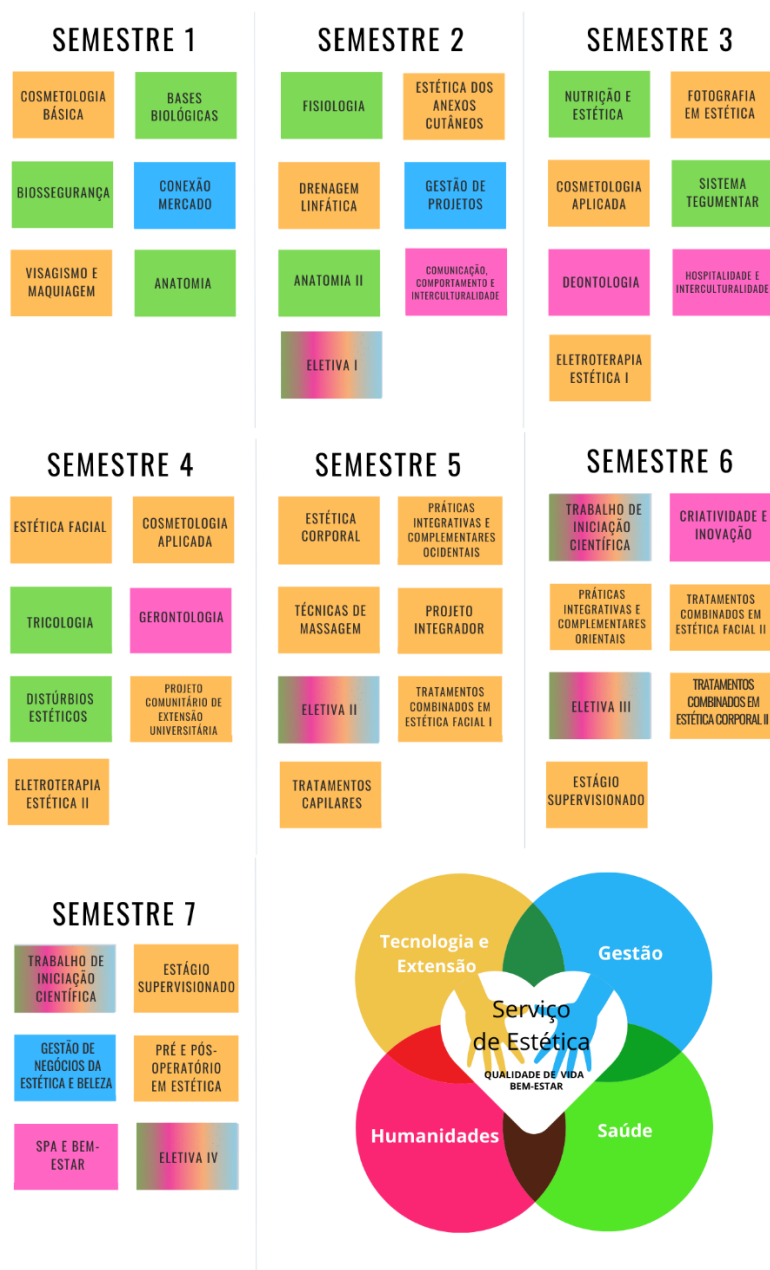 SEMESTRE 1
COSMETOLOGIA
BÁSICA
BASES
BIOLÓGICAS
BIOSSEGURANÇA
CONEXÃO
MERCADO
VISAGISMO E
MAQUIAGEM
ANATOMIA
SEMESTRE 2
FISIOLOGIA
ESTÉTICA DOS
ANEXOS
CUTÂNEOS
DRENAGEM
LINFÁTICA
GESTÃO DE
PROJETOS
ANATOMIA II
COMUNICAÇÃO,
COMPORTAMENTO E
INTERCULTURALIDADE
ELETIVA I
SEMESTRE 3
NUTRIÇÃO E
ESTÉTICA
FOTOGRAFIA
EM ESTÉTICA
COSMETOLOGIA
APLICADA
SISTEMA
TEGUMENTAR
DEONTOLOGIA
HOSPITALIDADE E
INTERCULTURALIDADE
ELETROTERAPIA
ESTÉTICA I
SEMESTRE 4
ESTÉTICA FACIAL
COSMETOLOGIA
APLICADA
TRICOLOGIA
GERONTOLOGIA
DISTÚRBIOS
ESTÉTICOS
PROJETO
COMUNITÁRIO DE
EXTENSÃO
UNIVERSITÁRIA
ELETROTERAPIA
ESTÉTICA II
SEMESTRE 5
ESTÉTICA
CORPORAL
PRÁTICAS
INTEGRATIVAS E
COMPLEMENTARES
OCIDENTAIS
TÉCNICAS DE
MASSAGEM
PROJETO
INTEGRADOR
ELETIVA II
TRATAMENTOS
COMBINADOS EM
ESTÉTICA FACIAL I
TRATAMENTOS
CAPILARES
SEMESTRE 6
TRABALHO DE
INICIAÇÃO
CIENTÍFICA
CRIATIVIDADE E
INOVAÇÃO
PRÁTICAS
INTEGRATIVAS E
COMPLEMENTARES
ORIENTAIS
TRATAMENTOS
COMBINADOS EM
ESTÉTICA FACIAL II
ELETIVA III
TRATAMENTOS
COMBINADOS EM
ESTÉTICA CORPORAL II
ESTÁGIO
SUPERVISIONADO
SEMESTRE 7
TRABALHO DE
INICIAÇÃO
CIENTÍFICA
ESTÁGIO
SUPERVISIONADO
GESTÃO DE
NEGÓCIOS DA
ESTÉTICA E BELEZA
PRÉ E PÓS-
OPERATÓRIO
EM ESTÉTICA
SPA E BEM-
ESTAR
ELETIVA IV
Tecnologia e
Extensão
Gestão
Serviço
de Estética
QUALIDADE DE VIDA
BEM-ESTAR
Humanidades
Saúde